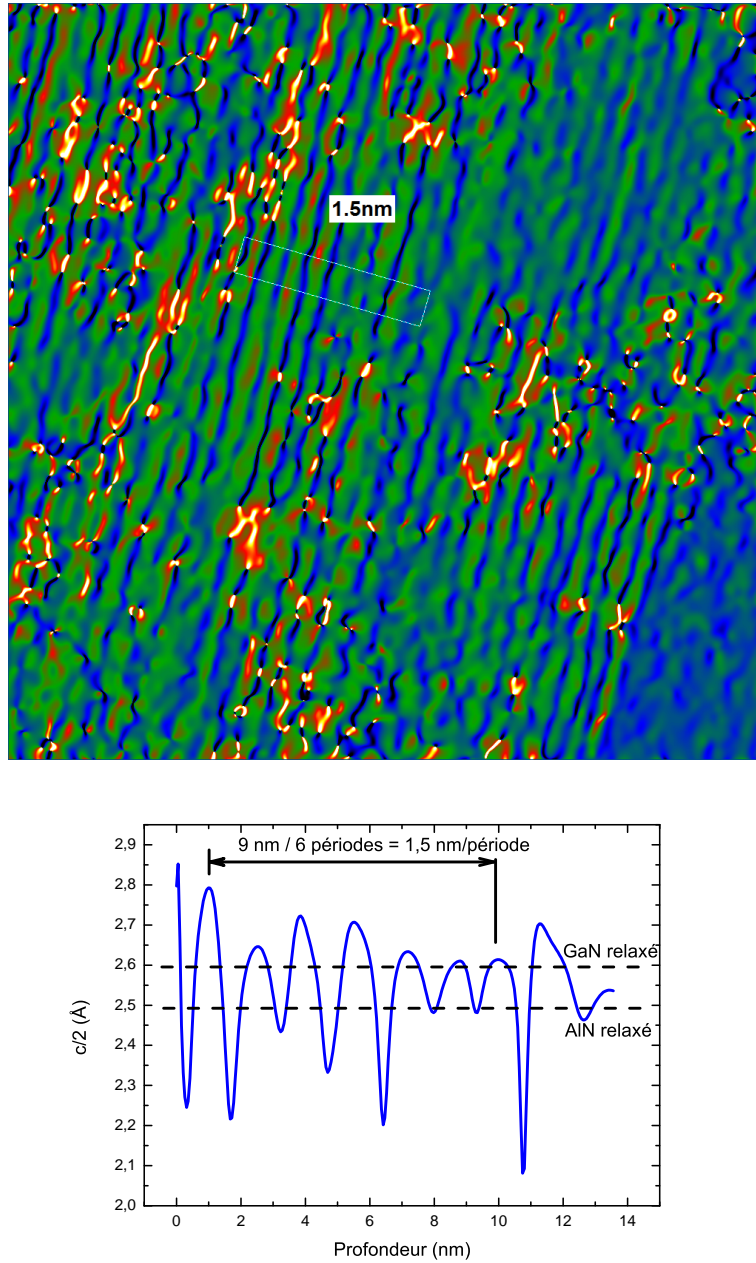 1.5nm
9 nm / 6 périodes = 1,5 nm/période
2,9
2,8
2,7
GaN relaxé
2,6
2,5
AlN relaxé
2,4
2,3
2,2
2,1
2,0
c/2 (Å)
0 2 4 6 8 10 12 14
Profondeur (nm)